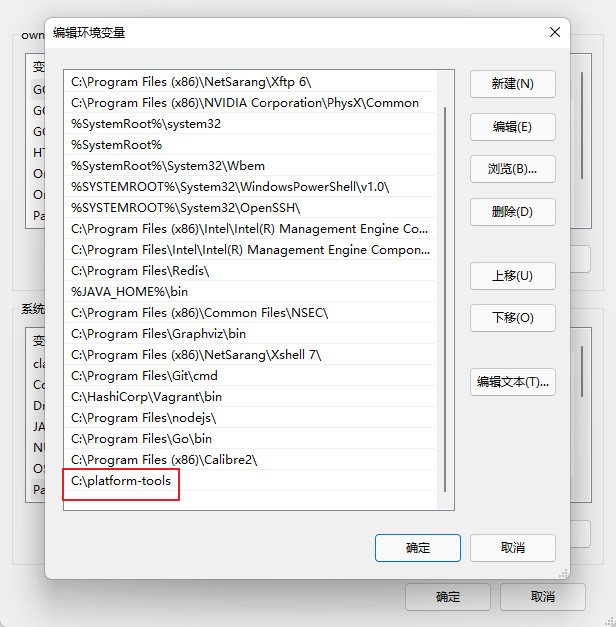 编辑环境变量
own
变
GO
GO
GO
HT
On
On
Pa
C:\Program Files (x86)\NetSarang\Xftp 6\
C:\Program Files (x86)\NVIDIA Corporation\PhysX\Common
%SystemRoot%\system32
%SystemRoot%
%SystemRoot%\System32\Wbem
%SYSTEMROOT%\System32\WindowsPowerShell\v1.0\
%SYSTEMROOT%\System32\OpenSSH\
C:\Program Files (x86)\Intel\Intel(R) Management Engine Co...
C:\Program Files\Intel\Intel(R) Management Engine Compon...
C:\Program Files\Redis\
%JAVA_HOME%\bin
C:\Program Files (x86)\Common Files\NSEC\
C:\Program Files\Graphviz\bin
C:\Program Files (x86)\NetSarang\Xshell 7\
C:\Program Files\Git\cmd
C:\HashiCorp\Vagrant\bin
C:\Program Files\nodejs\
C:\Program Files\Go\bin
C:\Program Files (x86)\Calibre2\
C:\platform-tools
新建(N)
编辑(E)
浏览(B)...
删除(D)
上移(U)
下移(O)
编辑文本(T)...
系统
变
cla
Co
Dr
JA
NU
OS
Pa
确定
取消
确定
取消